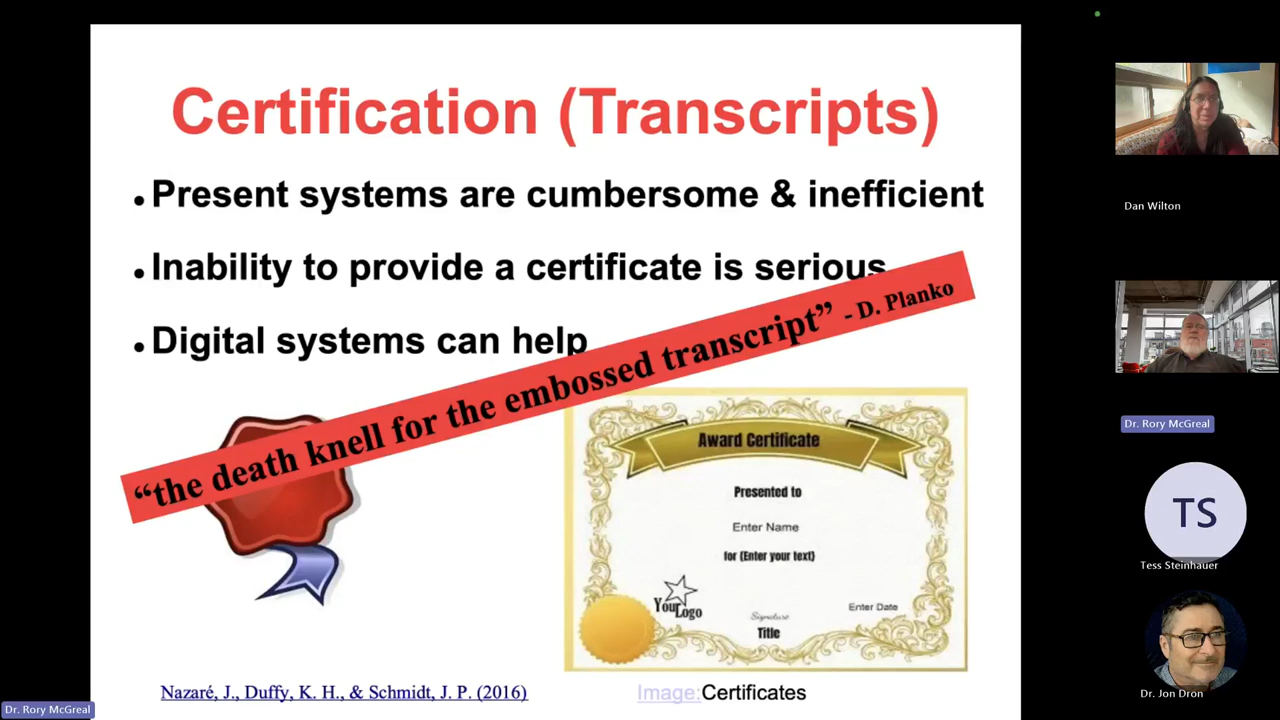 Certification (Transcripts)
• Present systems are cumbersome & inefficient
• Inability to provide a certificate is serious
• Digital systems can help
“the death knell for the embossed transcript” - D. Planko
Award Certificate
Presented to
Enter Name
for (Enter your text)
YourLogo
Signature
Title
Enter Date
Nazaré, J., Duffy, K. H., & Schmidt, J. P. (2016)
Image:Certificates
Dr. Rory McGreal
Dan Wilton
Dr. Rory McGreal
TS
Tess Steinhauer
Dr. Jon Dron